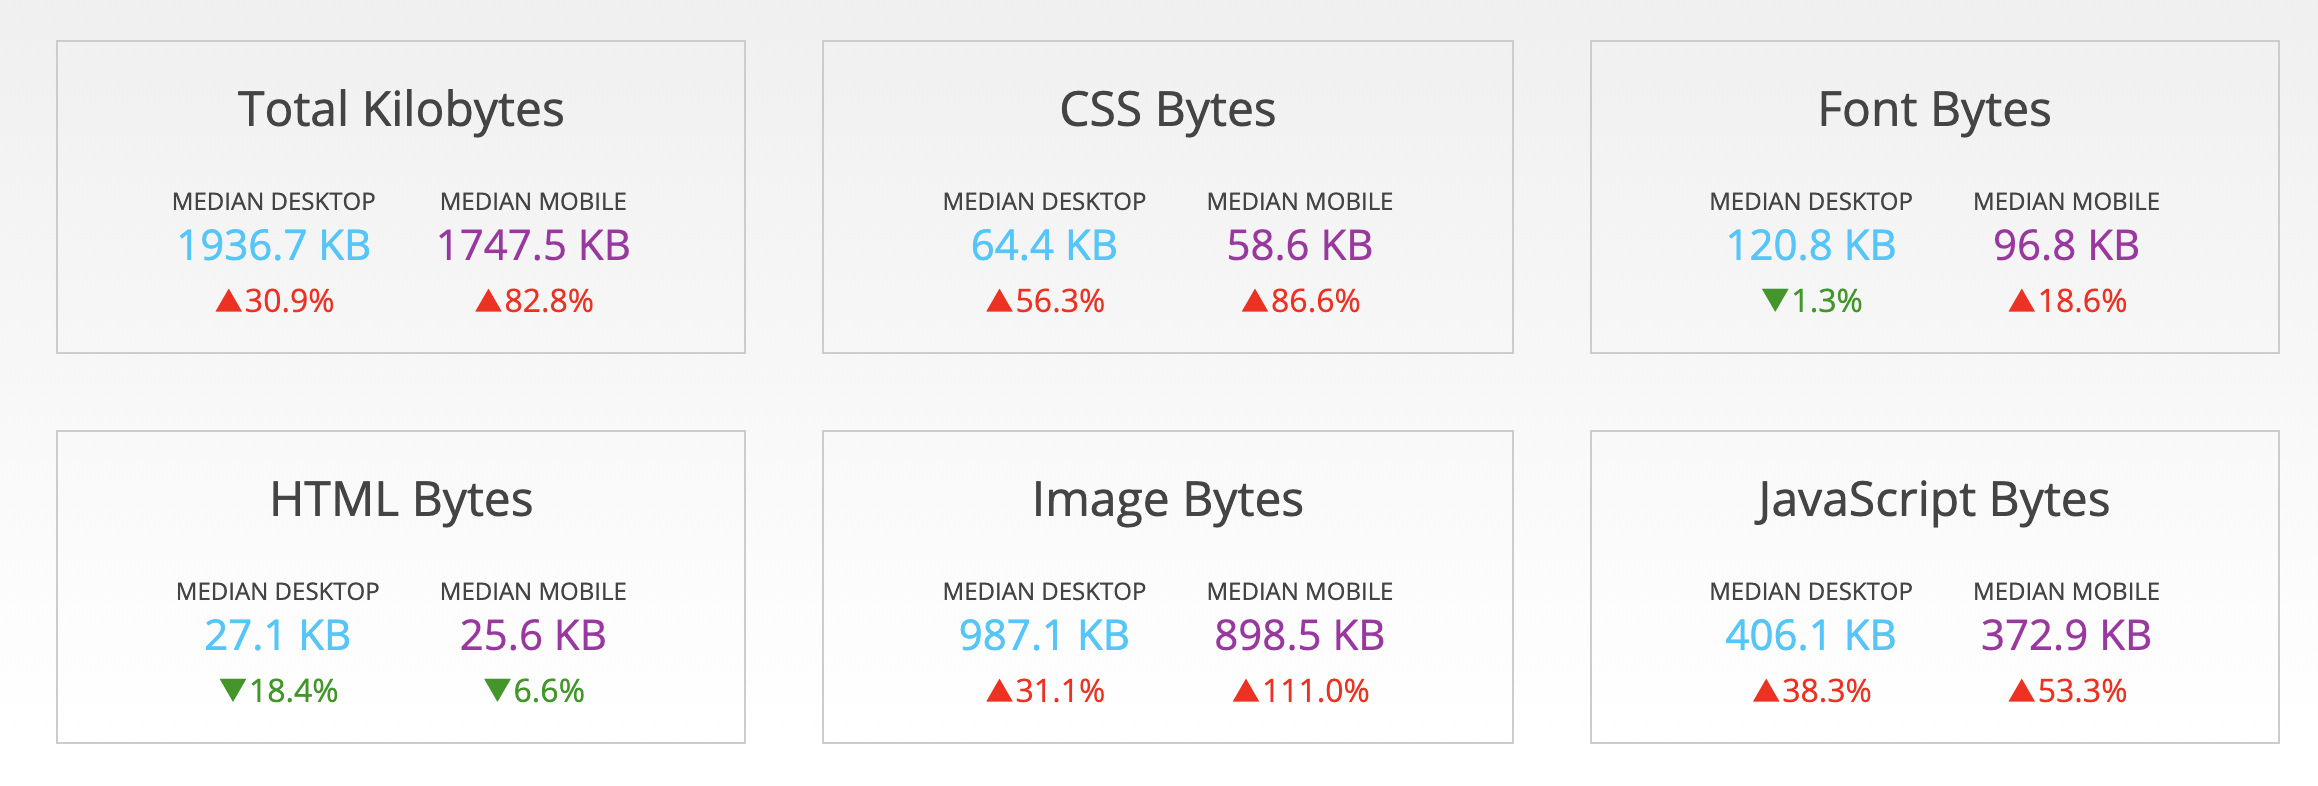 Total Kilobytes
MEDIAN DESKTOP
1936.7 KB
▲30.9%
MEDIAN MOBILE
1747.5 KB
▲82.8%
CSS Bytes
MEDIAN DESKTOP
64.4 KB
▲56.3%
MEDIAN MOBILE
58.6 KB
▲86.6%
Font Bytes
MEDIAN DESKTOP
120.8 KB
▼1.3%
MEDIAN MOBILE
96.8 KB
▲18.6%
HTML Bytes
MEDIAN DESKTOP
27.1 KB
▼18.4%
MEDIAN MOBILE
25.6 KB
▼6.6%
Image Bytes
MEDIAN DESKTOP
987.1 KB
▲31.1%
MEDIAN MOBILE
898.5 KB
▲111.0%
JavaScript Bytes
MEDIAN DESKTOP
406.1 KB
▲38.3%
MEDIAN MOBILE
372.9 KB
▲53.3%